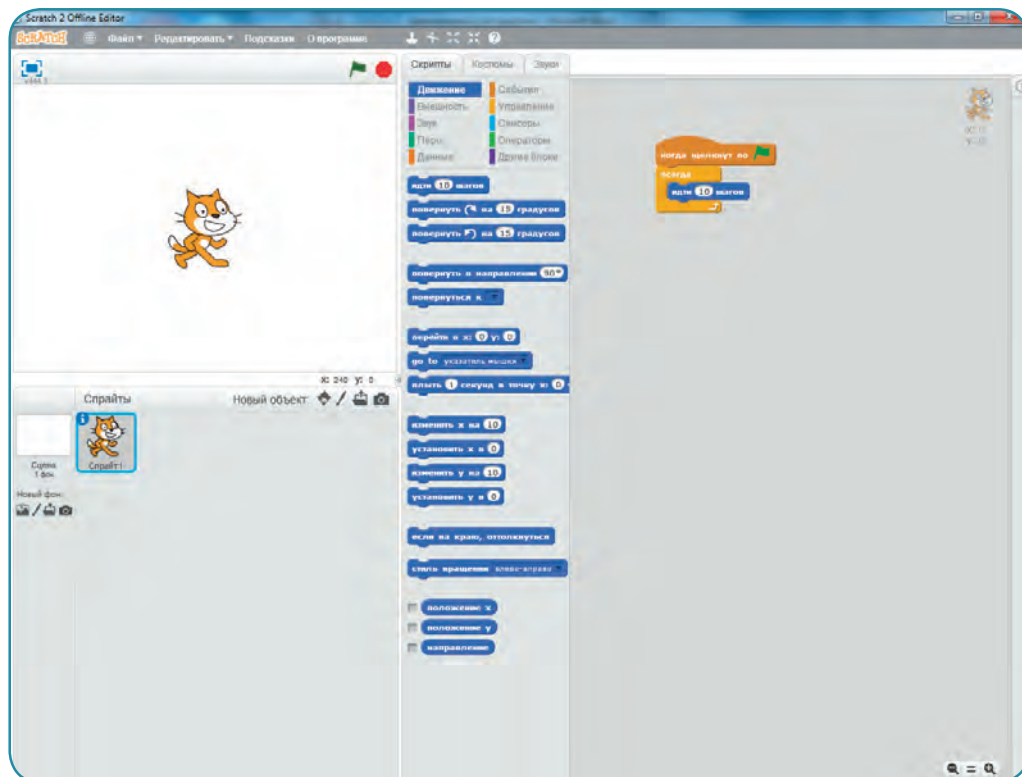 Scratch 2 Offline Editor
SCRATCH Файл Редактировать Подсказки О программе
v444.3
x: 240 y: 0
Спрайты Новый объект:
Сцена
1 фон
Спрайт1
Новый фон:
Скрипты Костюмы Звуки
Движение События
Внешность Управление
Звук Сенсоры
Перо Операторы
Данные Другие блоки
идти 10 шагов
повернуть на 15 градусов
повернуть на 15 градусов
повернуть в направлении 90
повернуться к
перейти в x: 0 y: 0
go to указатель мышки
плыть 1 секунд в точку x: 0
изменить x на 10
установить x в 0
изменить y на 10
установить y в 0
если на краю, оттолкнуться
стиль вращения влево-вправо
положение x
положение y
направление
когда щелкнут по
всегда
идти 10 шагов